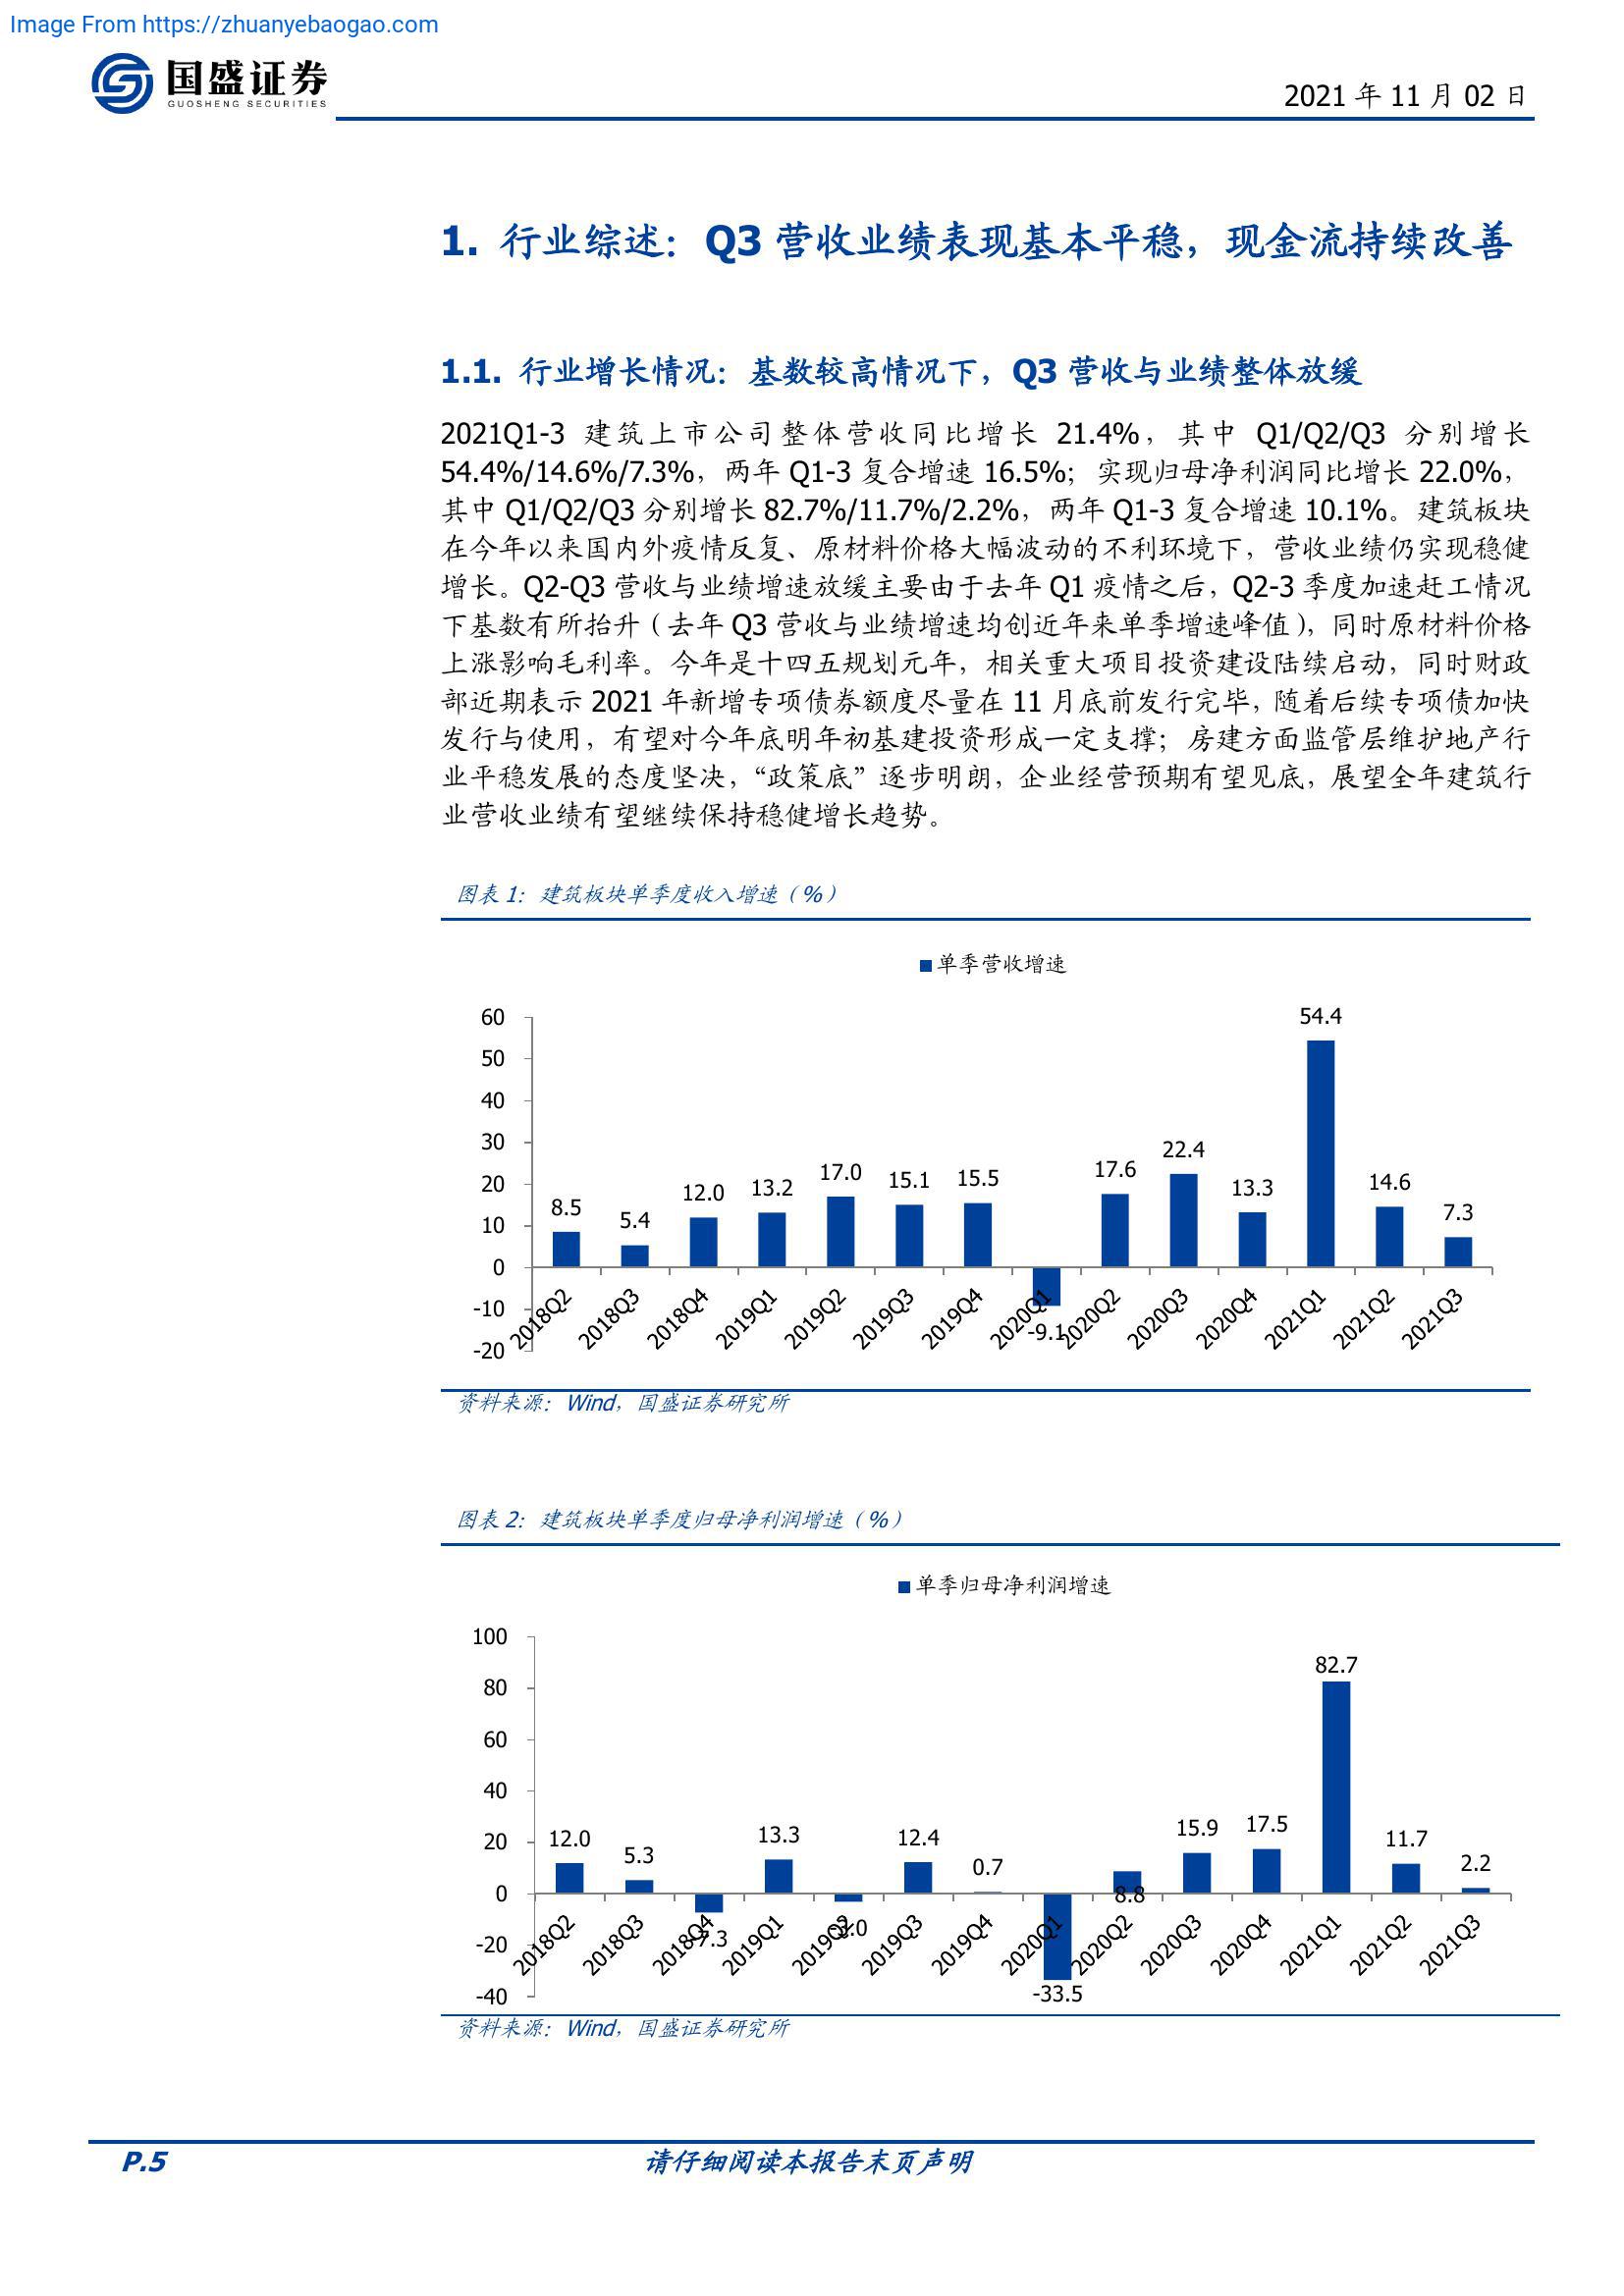 Image From https://zhuanyebaogao.com
国盛证券
GUOSHENG SECURITIES
2021 年 11 月 02 日
1. 行业综述：Q3 营收业绩表现基本平稳，现金流持续改善
1.1. 行业增长情况：基数较高情况下，Q3 营收与业绩整体放缓
2021Q1-3 建筑上市公司整体营收同比增长 21.4%，其中 Q1/Q2/Q3 分别增长
54.4%/14.6%/7.3%，两年 Q1-3 复合增速 16.5%；实现归母净利润同比增长 22.0%，
其中 Q1/Q2/Q3 分别增长 82.7%/11.7%/2.2%，两年 Q1-3 复合增速 10.1%。建筑板块
在今年以来国内外疫情反复、原材料价格大幅波动的不利环境下，营收业绩仍实现稳健
增长。Q2-Q3 营收与业绩增速放缓主要由于去年 Q1 疫情之后，Q2-3 季度加速赶工情况
下基数有所抬升（去年 Q3 营收与业绩增速均创近年来单季增速峰值），同时原材料价格
上涨影响毛利率。今年是十四五规划元年，相关重大项目投资建设陆续启动，同时财政
部近期表示 2021 年新增专项债券额度尽量在 11 月底前发行完毕，随着后续专项债加快
发行与使用，有望对今年底明年初基建投资形成一定支撑；房建方面监管层维护地产行
业平稳发展的态度坚决，“政策底”逐步明朗，企业经营预期有望见底，展望全年建筑行
业营收业绩有望继续保持稳健增长趋势。
图表 1：建筑板块单季度收入增速（%）
单季营收增速
60
50
40
30
20
10
0
-10
-20
8.5
5.4
12.0
13.2
17.0
15.1
15.5
-9.1
17.6
22.4
13.3
54.4
14.6
7.3
2018Q2
2018Q3
2018Q4
2019Q1
2019Q2
2019Q3
2019Q4
2020Q1
2020Q2
2020Q3
2020Q4
2021Q1
2021Q2
2021Q3
资料来源：Wind，国盛证券研究所
图表 2：建筑板块单季度归母净利润增速（%）
单季归母净利润增速
100
80
60
40
20
0
-20
-40
12.0
5.3
-7.3
13.3
-3.0
12.4
0.7
-33.5
8.8
15.9
17.5
82.7
11.7
2.2
2018Q2
2018Q3
2018Q4
2019Q1
2019Q2
2019Q3
2019Q4
2020Q1
2020Q2
2020Q3
2020Q4
2021Q1
2021Q2
2021Q3
资料来源：Wind，国盛证券研究所
P.5
请仔细阅读本报告末页声明